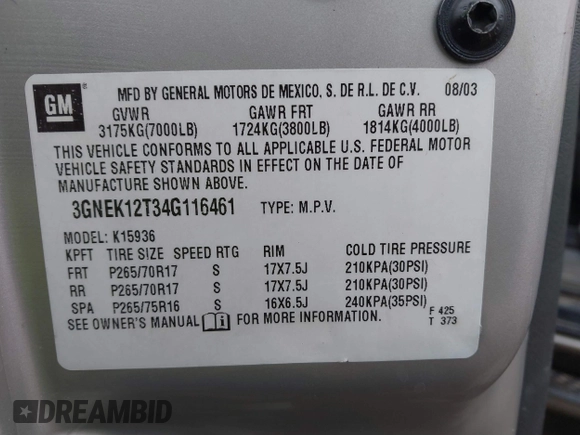 GM
MFD BY GENERAL MOTORS DE MEXICO, S. DE R.L. DE C.V. 08/03
GVWR GAWR FRT GAWR RR
3175KG(7000LB) 1724KG(3800LB) 1814KG(4000LB)
THIS VEHICLE CONFORMS TO ALL APPLICABLE U.S. FEDERAL MOTOR
VEHICLE SAFETY STANDARDS IN EFFECT ON THE DATE OF
MANUFACTURE SHOWN ABOVE.
3GNEK12T34G116461 TYPE: M.P.V.
MODEL: K15936
KPFT TIRE SIZE SPEED RTG RIM COLD TIRE PRESSURE
FRT P265/70R17 S 17X7.5J 210KPA(30PSI)
RR P265/70R17 S 17X7.5J 210KPA(30PSI)
SPA P265/75R16 S 16X6.5J 240KPA(35PSI)
SEE OWNER'S MANUAL i FOR MORE INFORMATION.
F 425
T 373
DREAMBID